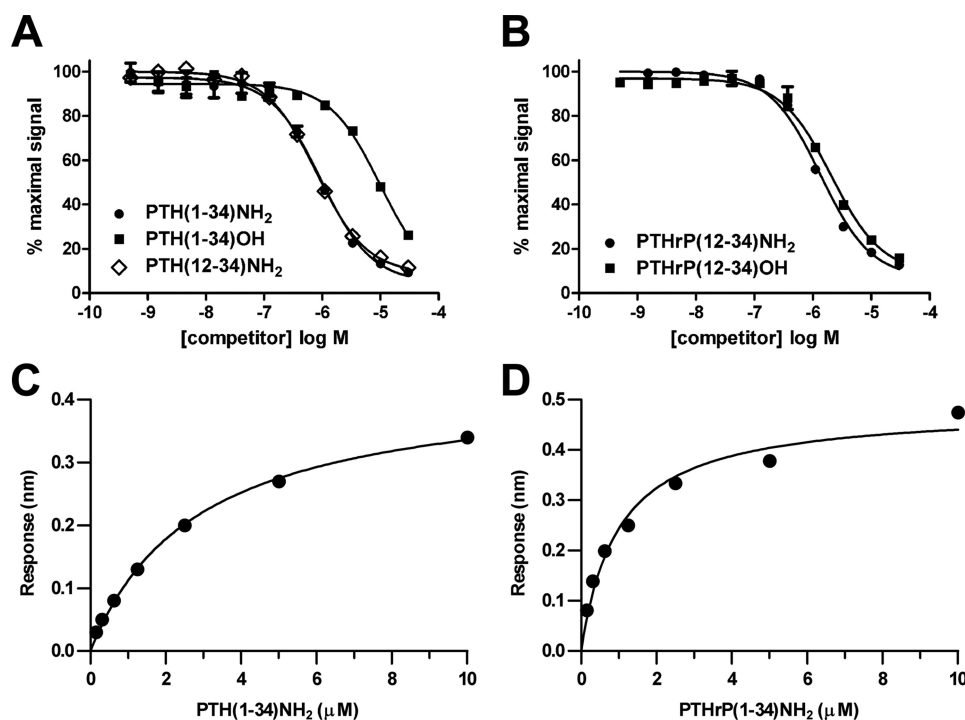 A
% maximal signal
100
80
60
40
20
0
PTH(1-34)NH2
PTH(1-34)OH
PTH(12-34)NH2
-10 -9 -8 -7 -6 -5 -4
[competitor] log M
B
% maximal signal
100
80
60
40
20
0
PTHrP(12-34)NH2
PTHrP(12-34)OH
-10 -9 -8 -7 -6 -5 -4
[competitor] log M
C
Response (nm)
0.4
0.3
0.2
0.1
0.0
0 2 4 6 8 10
PTH(1-34)NH2 (μM)
D
Response (nm)
0.5
0.4
0.3
0.2
0.1
0.0
0 2 4 6 8 10
PTHrP(1-34)NH2 (μM)